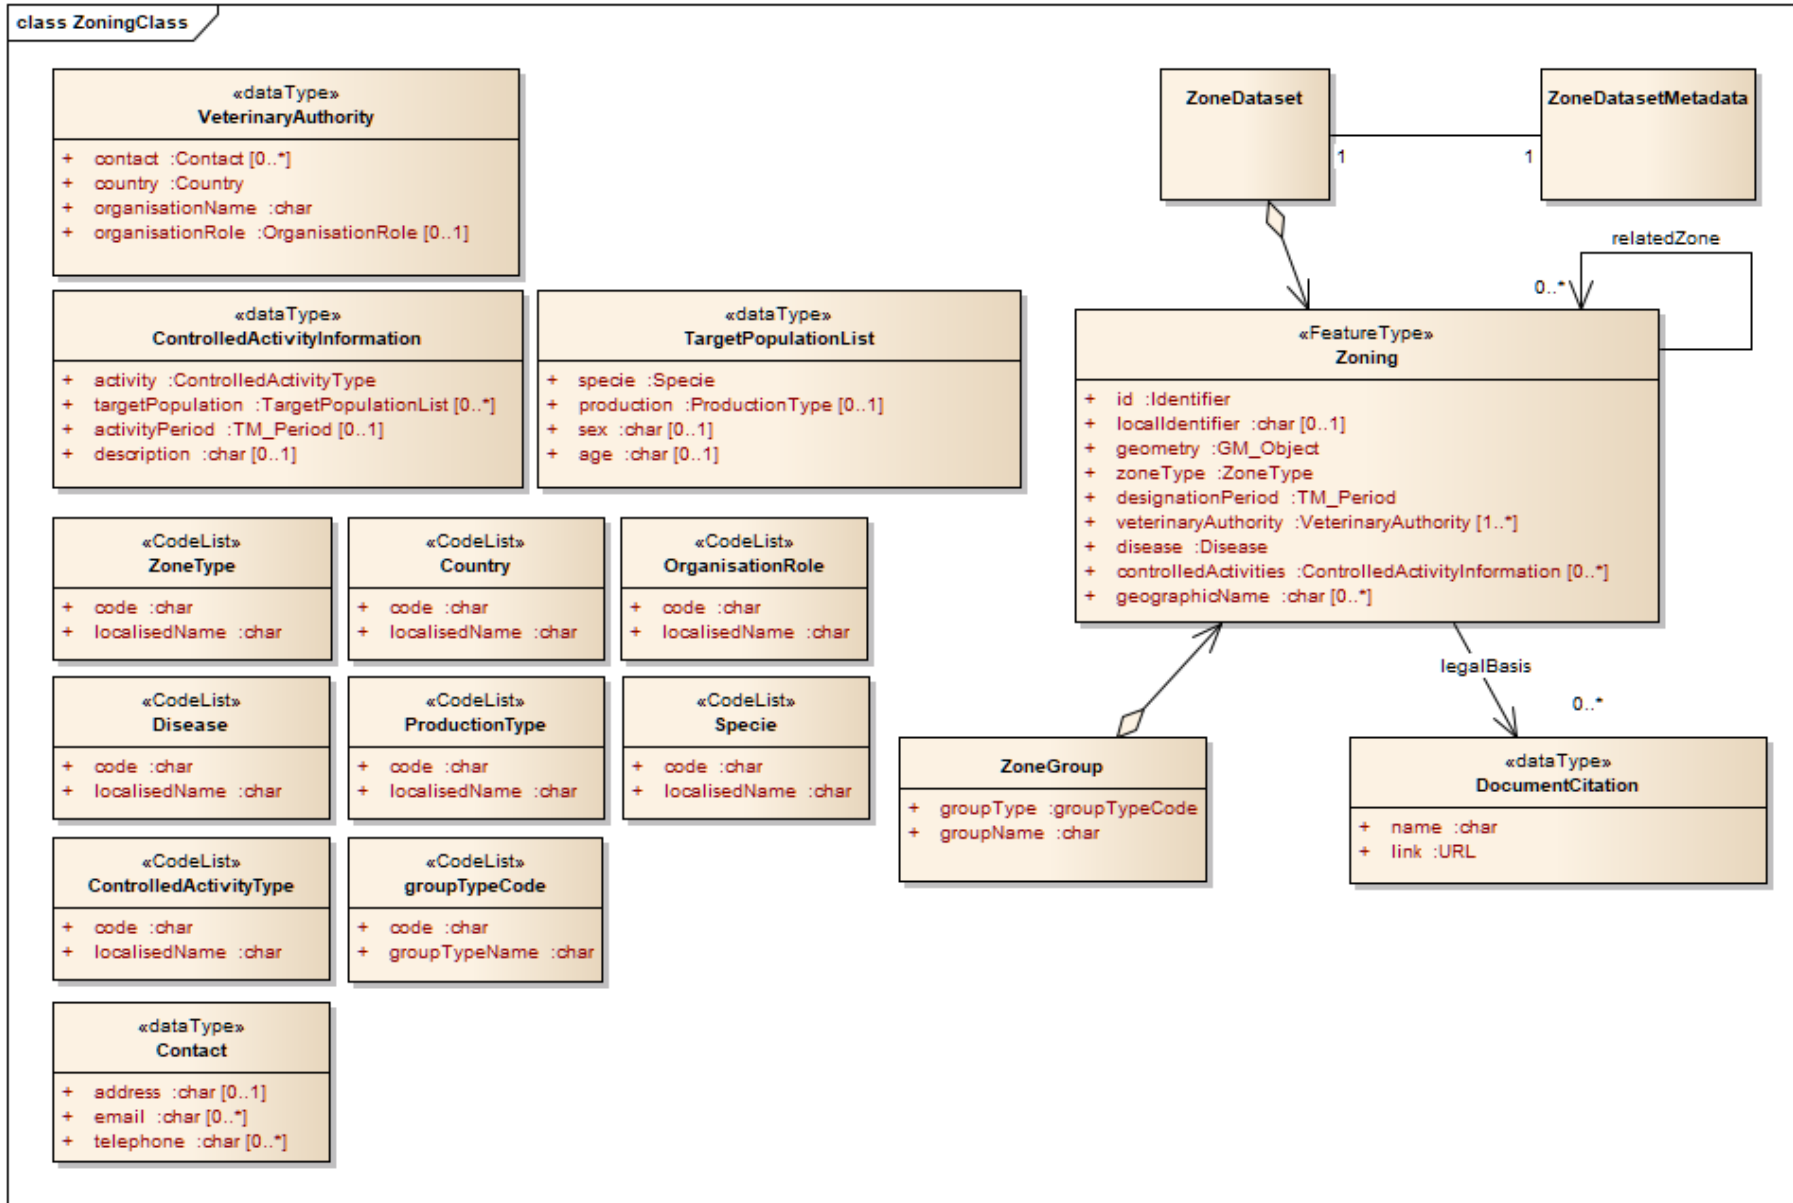 class ZoningClass
«dataType»
VeterinaryAuthority
+ contact :Contact [0..*]
+ country :Country
+ organisationName :char
+ organisationRole :OrganisationRole [0..1]
ZoneDataset
ZoneDatasetMetadata
1
1
relatedZone
0..*
«dataType»
ControlledActivityInformation
+ activity :ControlledActivityType
+ targetPopulation :TargetPopulationList [0..*]
+ activityPeriod :TM_Period [0..1]
+ description :char [0..1]
«dataType»
TargetPopulationList
+ specie :Specie
+ production :ProductionType [0..1]
+ sex :char [0..1]
+ age :char [0..1]
«FeatureType»
Zoning
+ id :Identifier
+ localIdentifier :char [0..1]
+ geometry :GM_Object
+ zoneType :ZoneType
+ designationPeriod :TM_Period
+ veterinaryAuthority :VeterinaryAuthority [1..*]
+ disease :Disease
+ controlledActivities :ControlledActivityInformation [0..*]
+ geographicName :char [0..*]
«CodeList»
ZoneType
+ code :char
+ localisedName :char
«CodeList»
Country
+ code :char
+ localisedName :char
«CodeList»
OrganisationRole
+ code :char
+ localisedName :char
«CodeList»
Disease
+ code :char
+ localisedName :char
«CodeList»
ProductionType
+ code :char
+ localisedName :char
«CodeList»
Specie
+ code :char
+ localisedName :char
legalBasis
0..*
ZoneGroup
+ groupType :groupTypeCode
+ groupName :char
«dataType»
DocumentCitation
+ name :char
+ link :URL
«CodeList»
ControlledActivityType
+ code :char
+ localisedName :char
«CodeList»
groupTypeCode
+ code :char
+ groupTypeName :char
«dataType»
Contact
+ address :char [0..1]
+ email :char [0..*]
+ telephone :char [0..*]